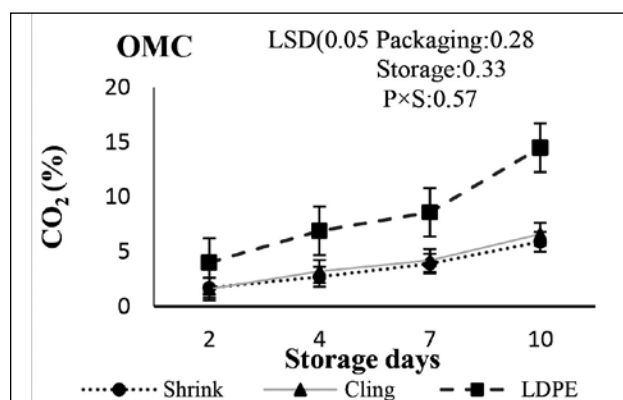 OMC LSD(0.05 Packaging:0.28
Storage:0.33
P×S:0.57
20
15
10
5
0
CO₂ (%)
2 4 7 10
Storage days
Shrink Cling LDPE